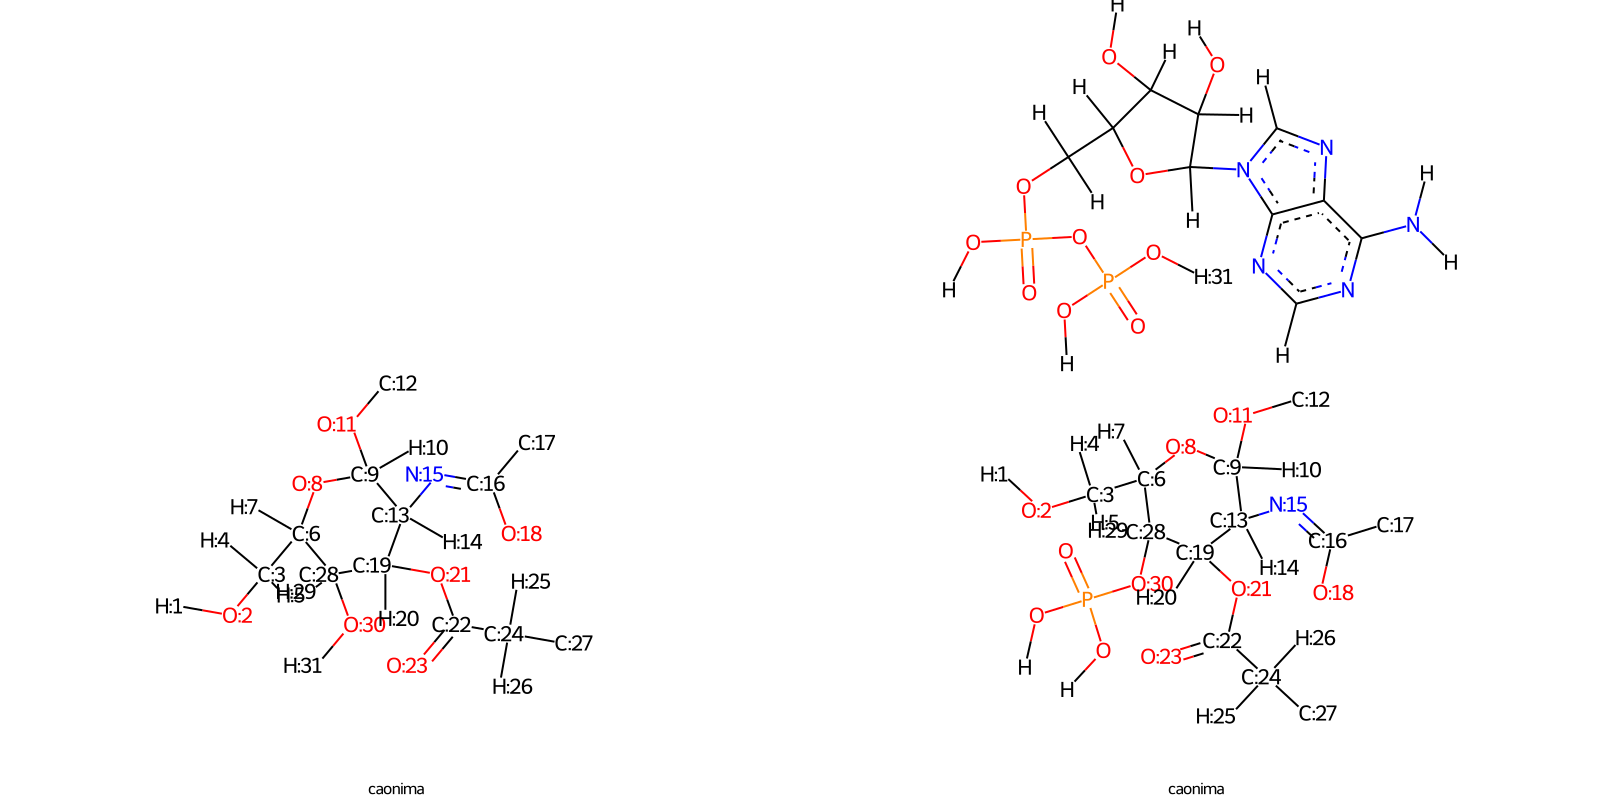 H
O
H
O
H
H
H
H
H
N
H
O
N
H
N
O
H
H
O
P
O
O
H
H
O
P
O
H:31
N
N
H
O
O
H
H
C:12
O:11
C:9
H:10
O:8
N:15
C:17
C:16
H:7
C:13
O:18
H:4
C:6
H:14
C:3
C:28
C:19
O:21
H:25
H:5
H:29
H:1
O:2
O:30
H:20
C:22
C:24
C:27
O:23
H:31
H:26
C:12
O:11
H:7
H:4
O:8
C:9
H:10
H:1
C:6
C:3
O:2
N:15
H:5
C:13
C:17
H:29
C:28
C:16
O
C:19
H:14
O:30
P
H:20
O:21
O:18
O
H
O
H
C:22
O:23
H:26
C:24
H:25
C:27
caonima
caonima